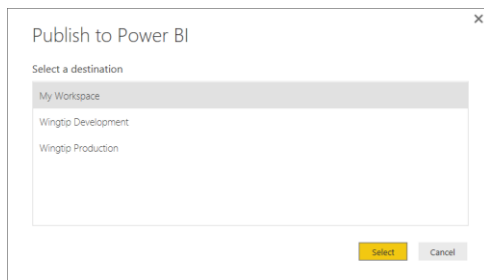 Publish to Power BI
Select a destination
My Workspace
Wingtip Development
Wingtip Production
Select Cancel